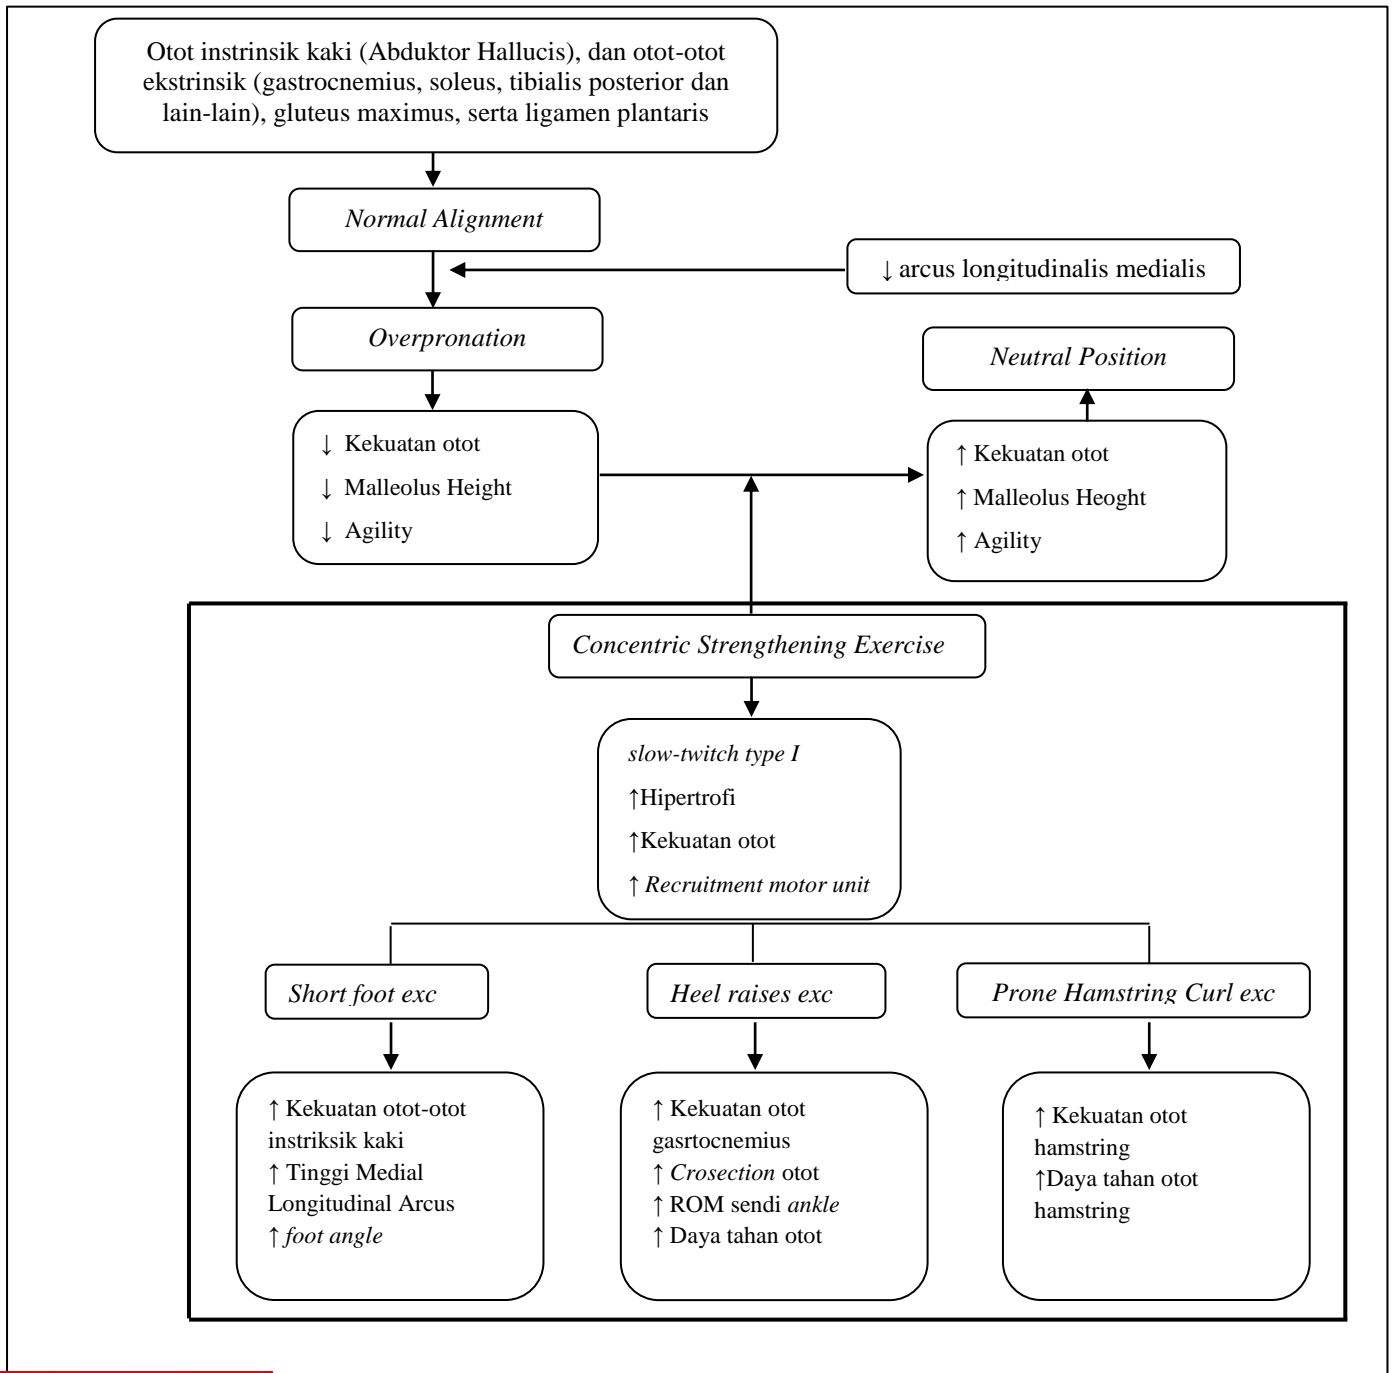 Otot instrinsik kaki (Abduktor Hallucis), dan otot-otot
ekstrinsik (gastrocnemius, soleus, tibialis posterior dan
lain-lain), gluteus maximus, serta ligamen plantaris
Normal Alignment
↓ arcus longitudinalis medialis
Overpronation
Neutral Position
↓ Kekuatan otot
↓ Malleolus Height
↓ Agility
↑ Kekuatan otot
↑ Malleolus Heoght
↑ Agility
Concentric Strengthening Exercise
slow-twitch type I
↑Hipertrofi
↑Kekuatan otot
↑ Recruitment motor unit
Short foot exc
Heel raises exc
Prone Hamstring Curl exc
↑ Kekuatan otot-otot
instriksik kaki
↑ Tinggi Medial
Longitudinal Arcus
↑ foot angle
↑ Kekuatan otot
gasrtocnemius
↑ Crosection otot
↑ ROM sendi ankle
↑ Daya tahan otot
↑ Kekuatan otot
hamstring
↑Daya tahan otot
hamstring